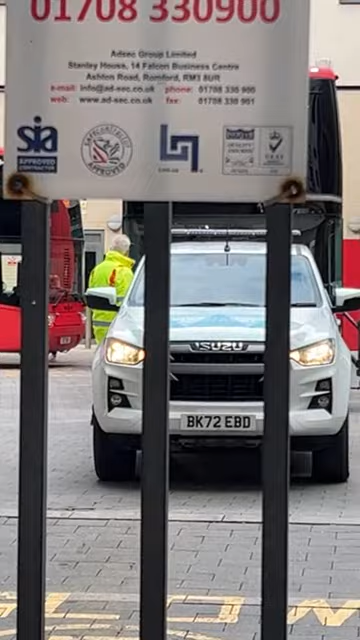 01708 330900
Adsec Group Limited
Stanley House, 14 Falcon Business Centre
Ashton Road, Romford, RM3 8UR
e-mail: info@ad-sec.co.uk phone: 01708 330 900
web: www.ad-sec.co.uk fax: 01708 330 901
sia
APPROVED
CONTRACTOR
SAFECONTRACTOR
APPROVED
ISUZU
BK72 EBD